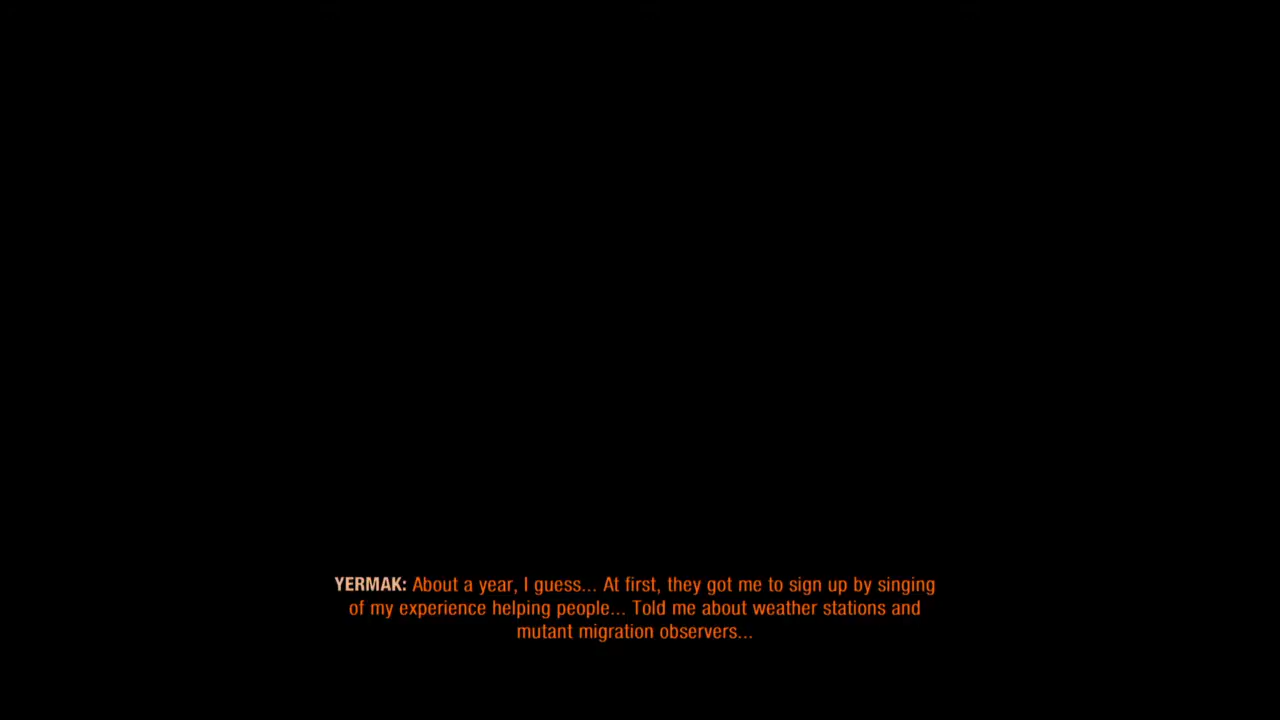 YERMAK: About a year, I guess... At first, they got me to sign up by singing
of my experience helping people... Told me about weather stations and
mutant migration observers...